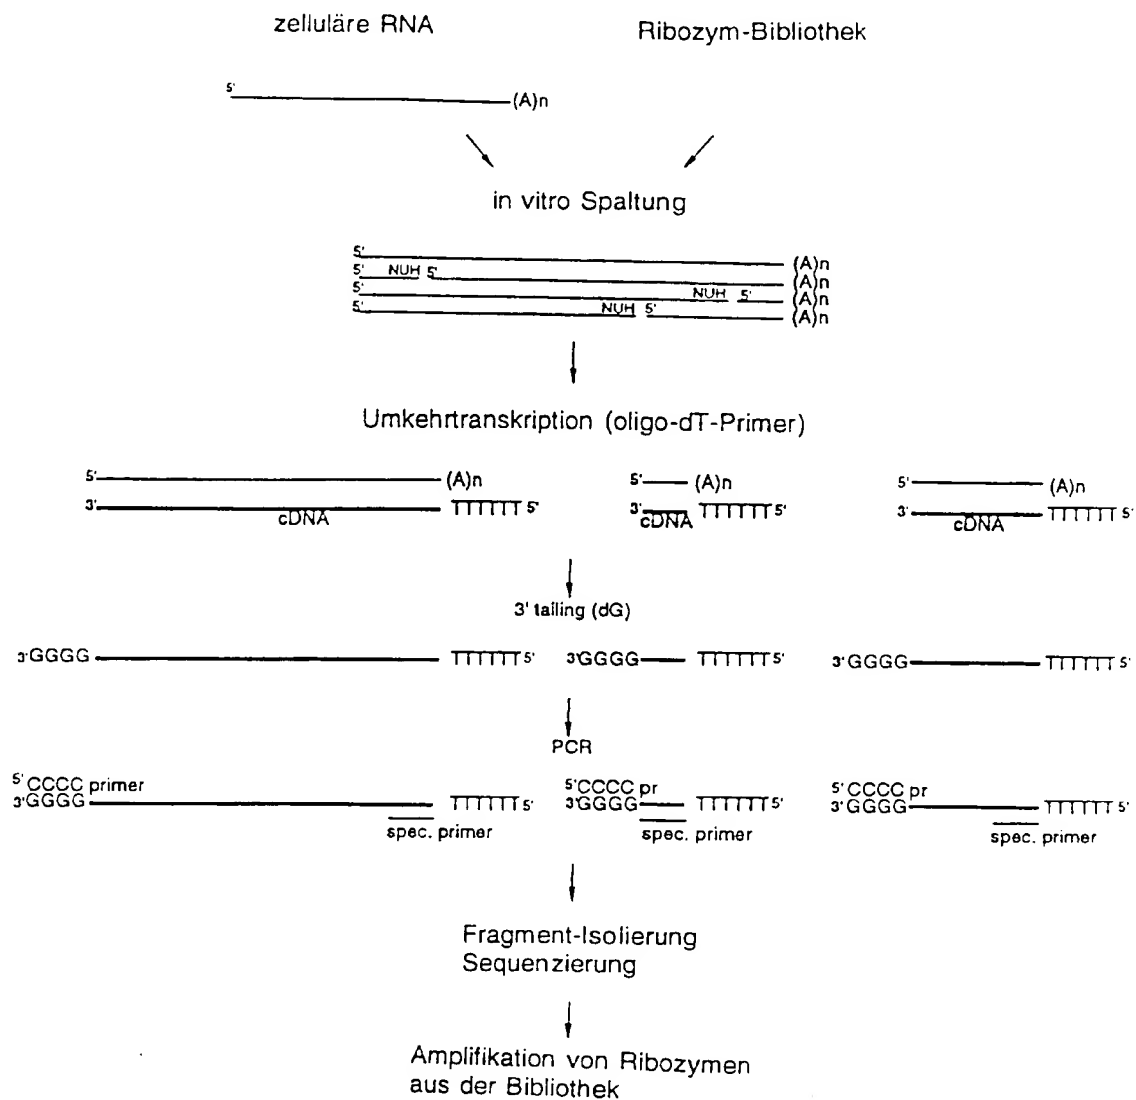 zelluläre RNA
Ribozym-Bibliothek
5' (A)n
in vitro Spaltung
5' (A)n
5' NUH 5' (A)n
5' NUH 5' (A)n
5' NUH 5' (A)n
Umkehrtranskription (oligo-dT-Primer)
5' (A)n 5' (A)n 5' (A)n
3' TTTTTT 5' 3' TTTTTT 5' 3' TTTTTT 5'
cDNA cDNA cDNA
3' tailing (dG)
3'GGGG TTTTTT 5' 3'GGGG TTTTTT 5' 3'GGGG TTTTTT 5'
PCR
5'CCCC primer 5'CCCC pr 5'CCCC pr
3'GGGG TTTTTT 5' 3'GGGG TTTTTT 5' 3'GGGG TTTTTT 5'
spec. primer spec. primer spec. primer
Fragment-Isolierung
Sequenzierung
Amplifikation von Ribozymen
aus der Bibliothek